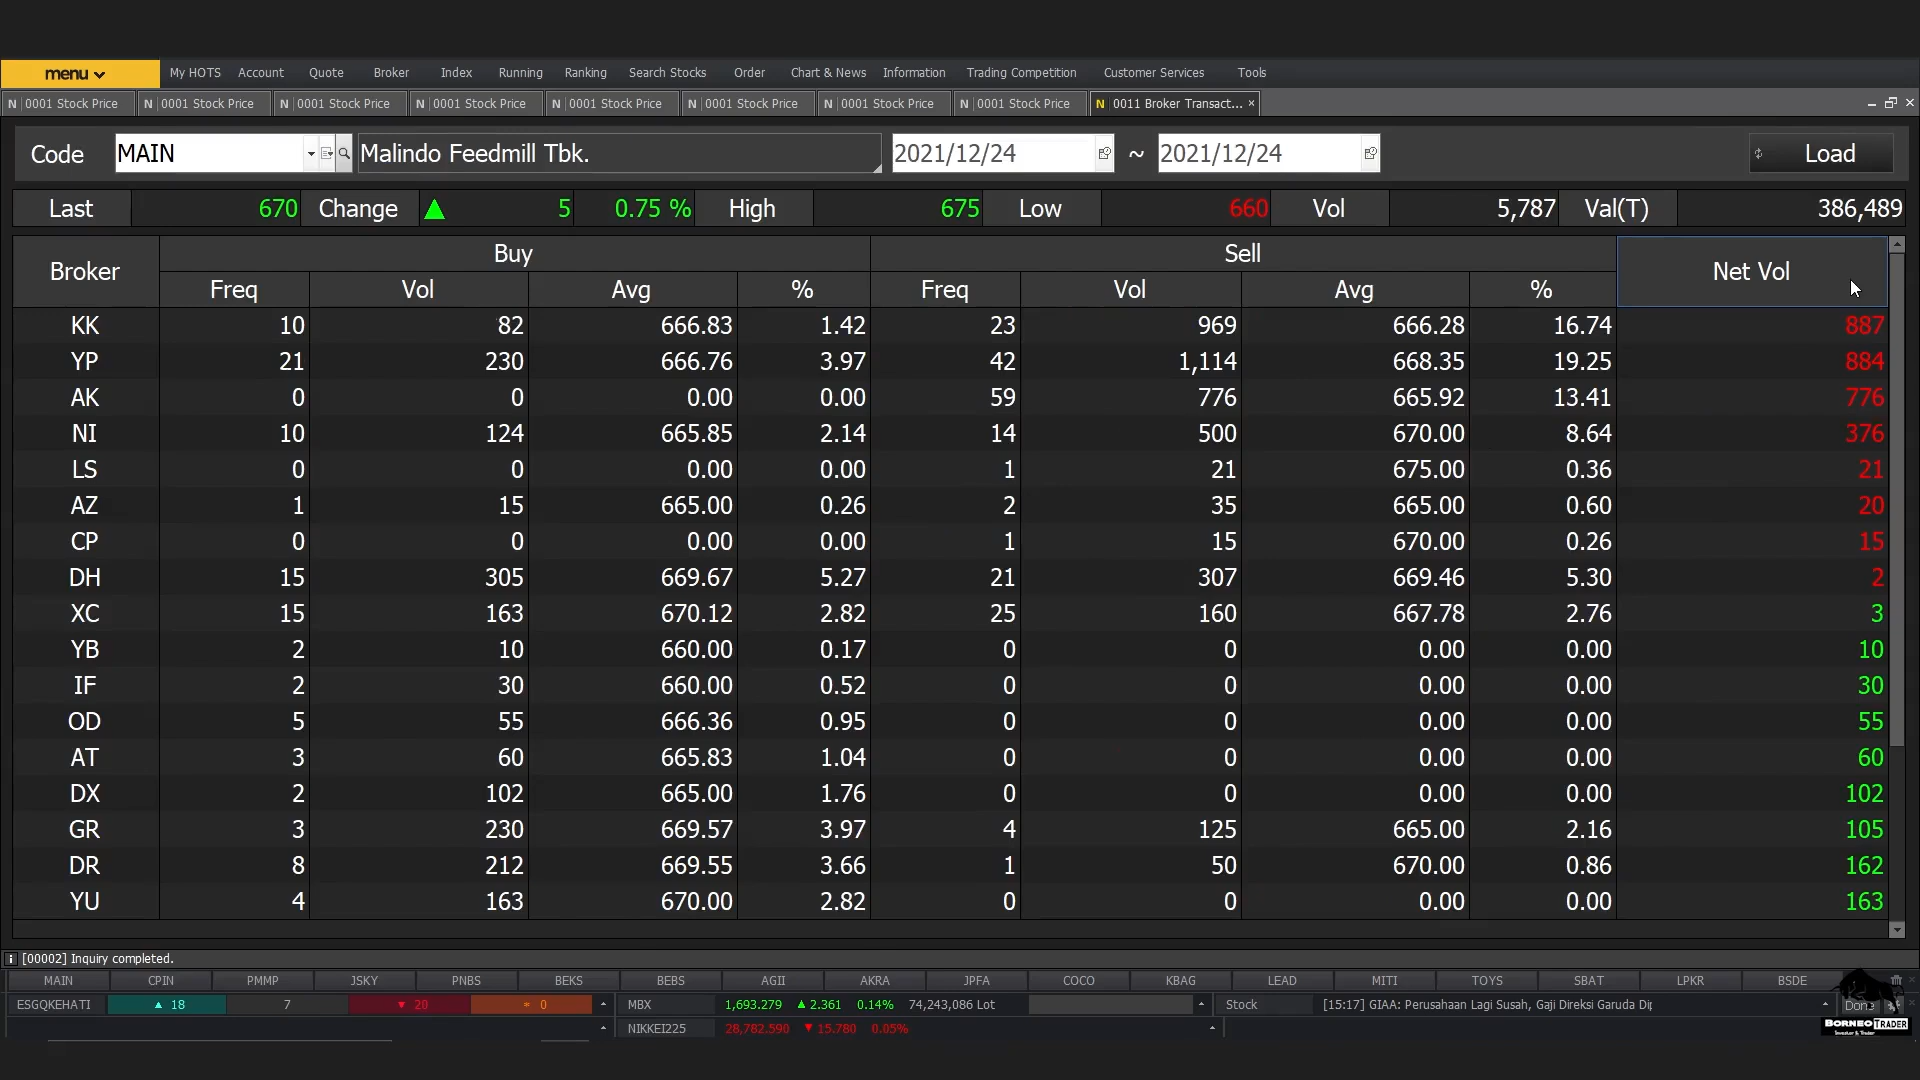 menu My HOTS Account Quote Broker Index Running Ranking Search Stocks Order Chart & News Information Trading Competition Customer Services Tools
N 0001 Stock Price N 0001 Stock Price N 0001 Stock Price N 0001 Stock Price N 0001 Stock Price N 0001 Stock Price N 0001 Stock Price N 0001 Stock Price N 0011 Broker Transact... ×
Code MAIN Malindo Feedmill Tbk. 2021/12/24 ~ 2021/12/24 Load
Last 670 Change ▲ 5 0.75 % High 675 Low 660 Vol 5,787 Val(T) 386,489
Broker Buy Sell Net Vol
Freq Vol Avg % Freq Vol Avg %
KK 10 82 666.83 1.42 23 969 666.28 16.74 887
YP 21 230 666.76 3.97 42 1,114 668.35 19.25 884
AK 0 0 0.00 0.00 59 776 665.92 13.41 776
NI 10 124 665.85 2.14 14 500 670.00 8.64 376
LS 0 0 0.00 0.00 1 21 675.00 0.36 21
AZ 1 15 665.00 0.26 2 35 665.00 0.60 20
CP 0 0 0.00 0.00 1 15 670.00 0.26 15
DH 15 305 669.67 5.27 21 307 669.46 5.30 2
XC 15 163 670.12 2.82 25 160 667.78 2.76 3
YB 2 10 660.00 0.17 0 0 0.00 0.00 10
IF 2 30 660.00 0.52 0 0 0.00 0.00 30
OD 5 55 666.36 0.95 0 0 0.00 0.00 55
AT 3 60 665.83 1.04 0 0 0.00 0.00 60
DX 2 102 665.00 1.76 0 0 0.00 0.00 102
GR 3 230 669.57 3.97 4 125 665.00 2.16 105
DR 8 212 669.55 3.66 1 50 670.00 0.86 162
YU 4 163 670.00 2.82 0 0 0.00 0.00 163
[00002] Inquiry completed.
MAIN CPIN PMMP JSKY PNBS BEKS BEBS AGII AKRA JPFA COCO KBAG LEAD MITI TOYS SBAT LPKR BSDE
ESGQKEHATI ▲ 18 7 ▼ 20 * 0 MBX 1,693.279 ▲ 2.361 0.14% 74,243,086 Lot Stock [15:17] GIAA: Perusahaan Lagi Susah, Gaji Direksi Garuda Dip Done
NIKKEI225 28,782.590 ▼ 15.780 0.05%
BORNEO TRADER
Investor & Trader